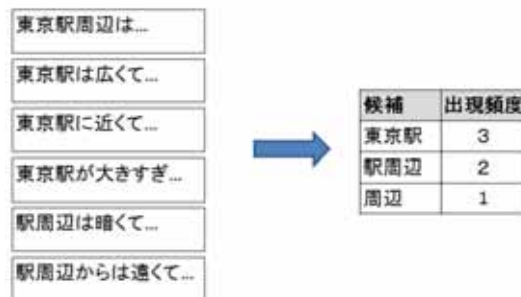 東京駅周辺は…
東京駅は広くて…
東京駅に近くて…
東京駅が大きすぎ…
駅周辺は暗くて…
駅周辺からは遠くて…
候補 出現頻度
東京駅 3
駅周辺 2
周辺 1